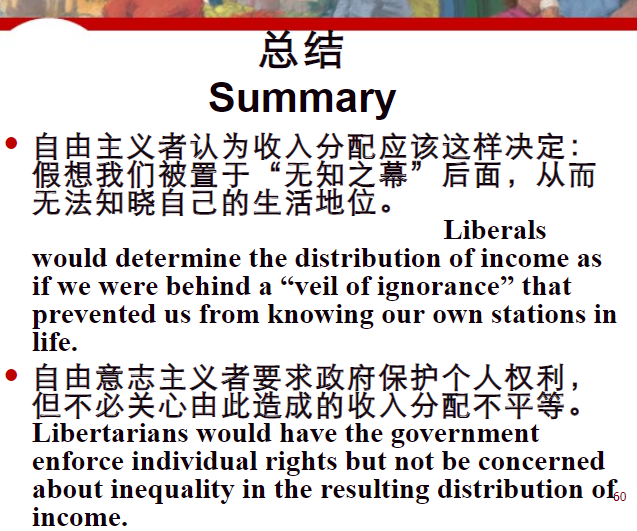 总结
Summary
自由主义者认为收入分配应该这样决定：
假想我们被置于“无知之幕”后面，从而
无法知晓自己的生活地位。
Liberals
would determine the distribution of income as
if we were behind a “veil of ignorance” that
prevented us from knowing our own stations in
life.
自由意志主义者要求政府保护个人权利，
但不必关心由此造成的收入分配不平等。
Libertarians would have the government
enforce individual rights but not be concerned
about inequality in the resulting distribution of
income.
60